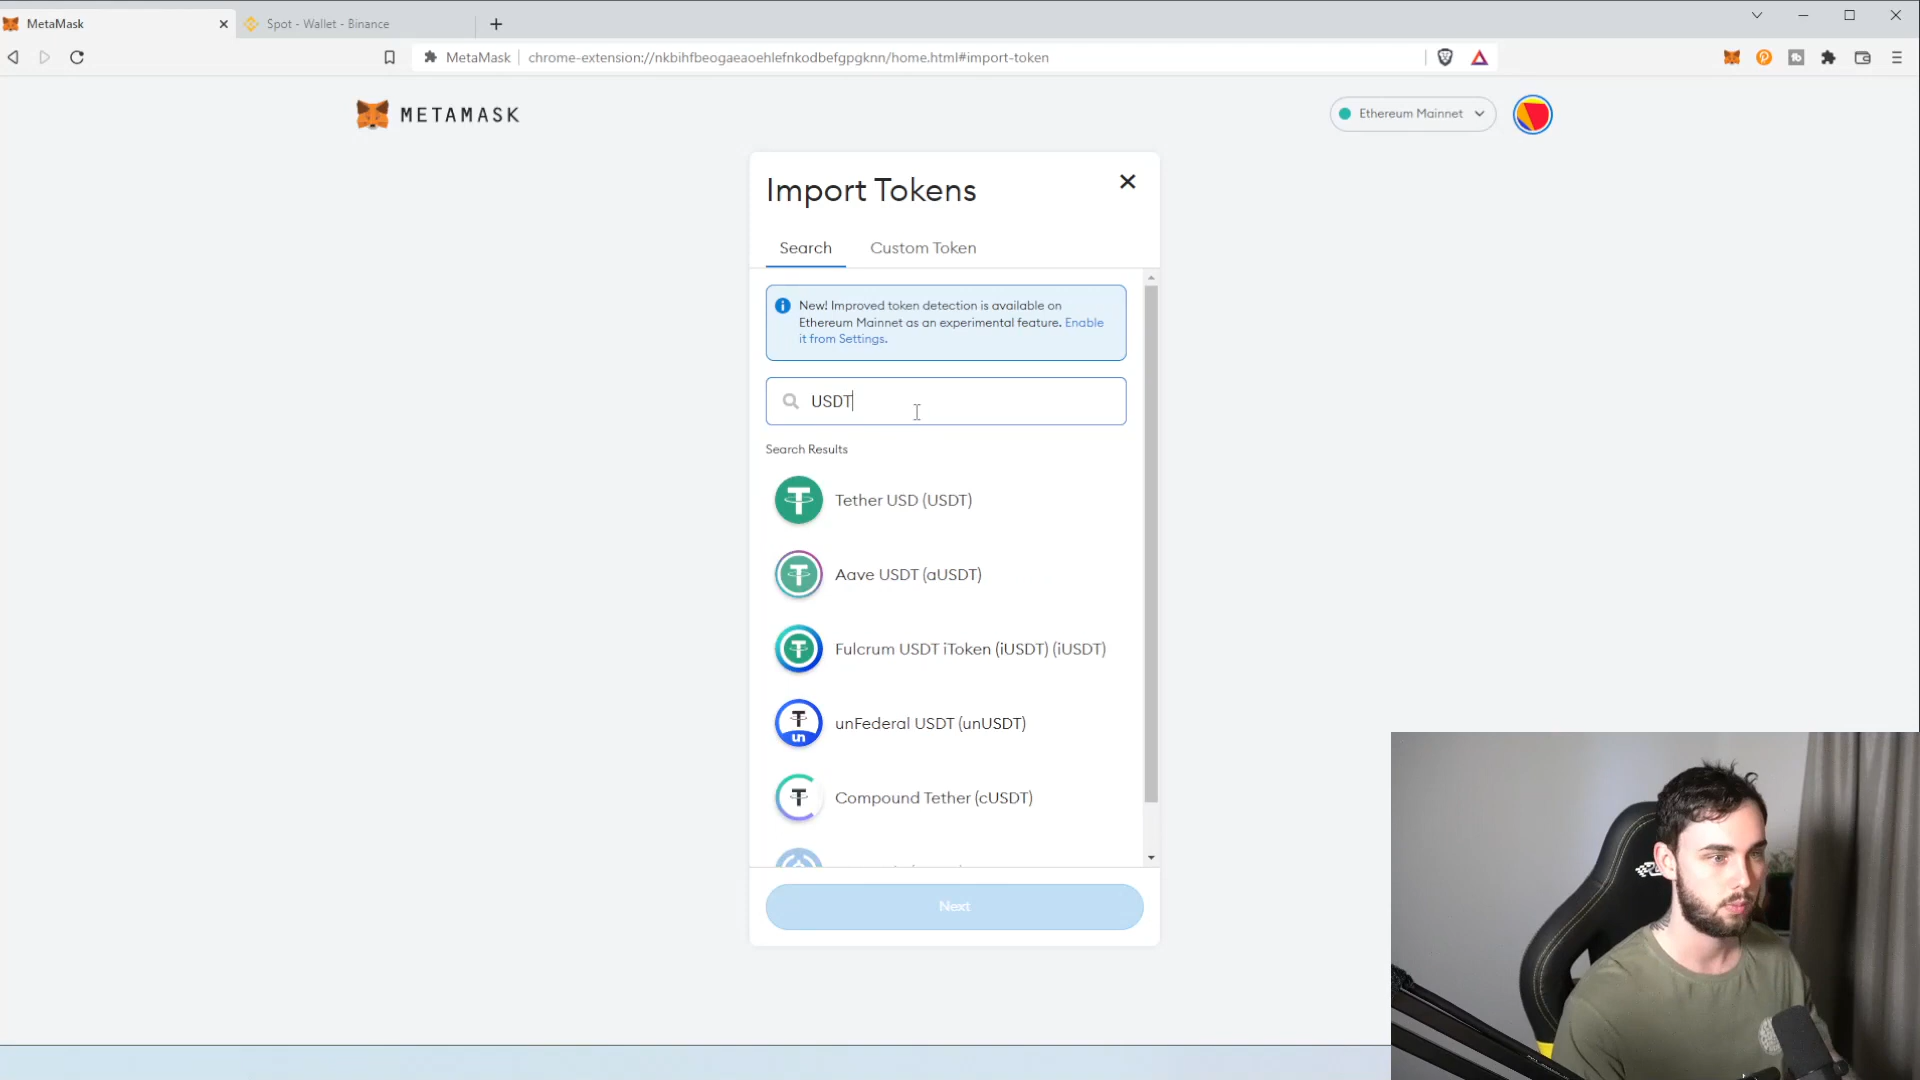 MetaMask
Spot - Wallet - Binance
MetaMask
chrome-extension://nkbihfbeogaeaoehlefnkodbefgpgknn/home.html#import-token
METAMASK
Ethereum Mainnet
Import Tokens
Search
Custom Token
New! Improved token detection is available on
Ethereum Mainnet as an experimental feature. Enable
it from Settings.
USDT
Search Results
Tether USD (USDT)
Aave USDT (aUSDT)
Fulcrum USDT iToken (iUSDT) (iUSDT)
unFederal USDT (unUSDT)
un
Compound Tether (cUSDT)
Next